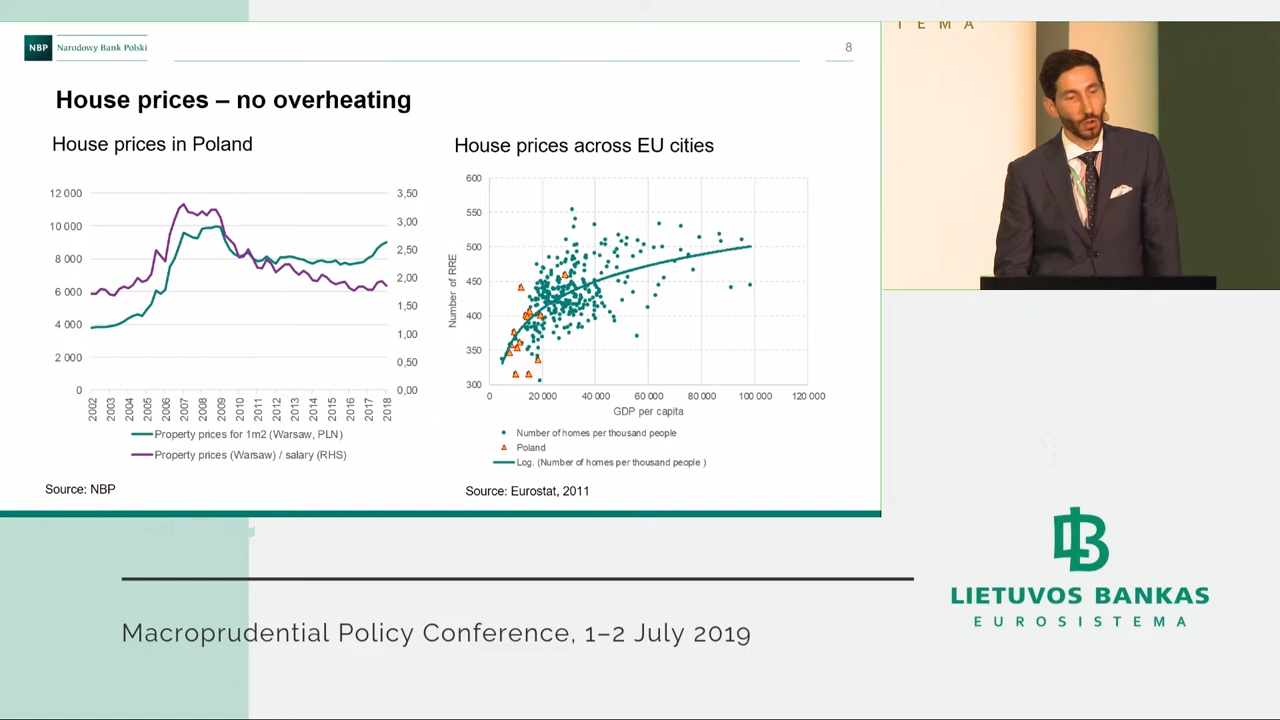 T E M A
NBP Narodowy Bank Polski
8
House prices – no overheating
House prices in Poland
House prices across EU cities
12 000
10 000
8 000
6 000
4 000
2 000
0
3,50
3,00
2,50
2,00
1,50
1,00
0,50
0,00
2002 2003 2004 2005 2006 2007 2008 2009 2010 2011 2012 2013 2014 2015 2016 2017 2018
Property prices for 1m2 (Warsaw, PLN)
Property prices (Warsaw) / salary (RHS)
Source: NBP
Number of RRE
600
550
500
450
400
350
300
0 20 000 40 000 60 000 80 000 100 000 120 000
GDP per capita
Number of homes per thousand people
Poland
Log. (Number of homes per thousand people )
Source: Eurostat, 2011
LIETUVOS BANKAS
EUROSISTEMA
Macroprudential Policy Conference, 1–2 July 2019